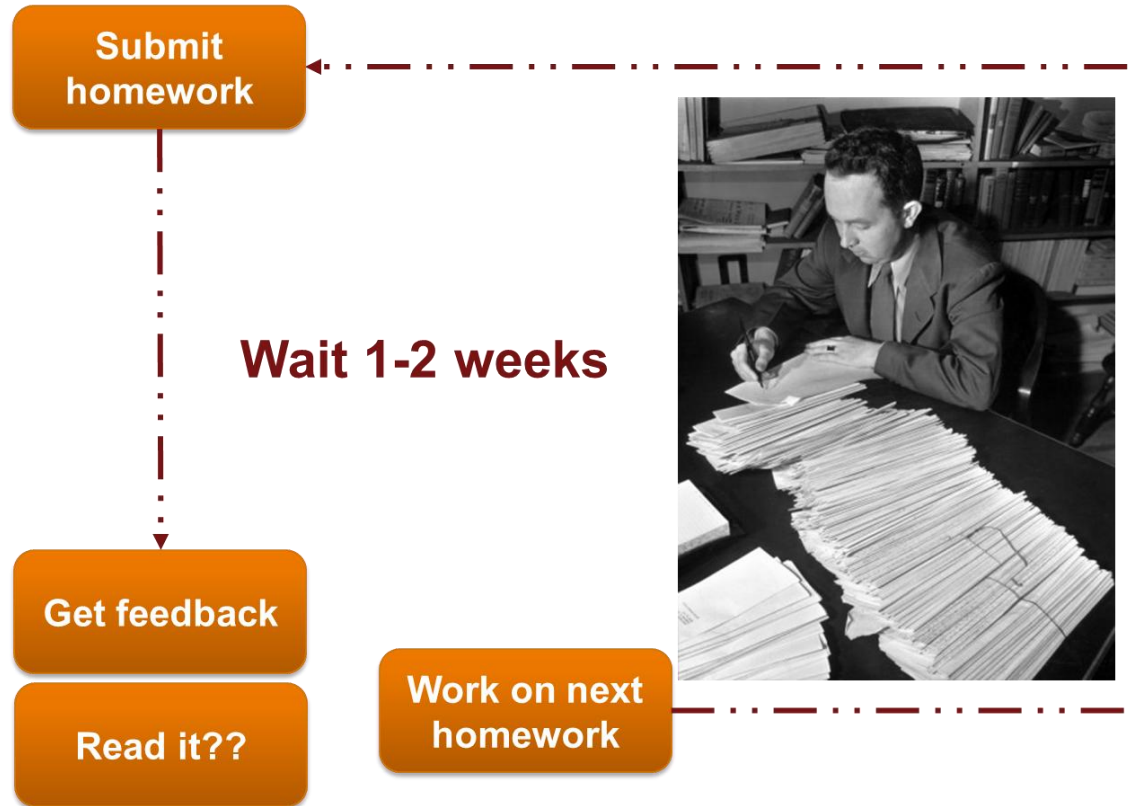 Submit
homework
Wait 1-2 weeks
Get feedback
Read it??
Work on next
homework